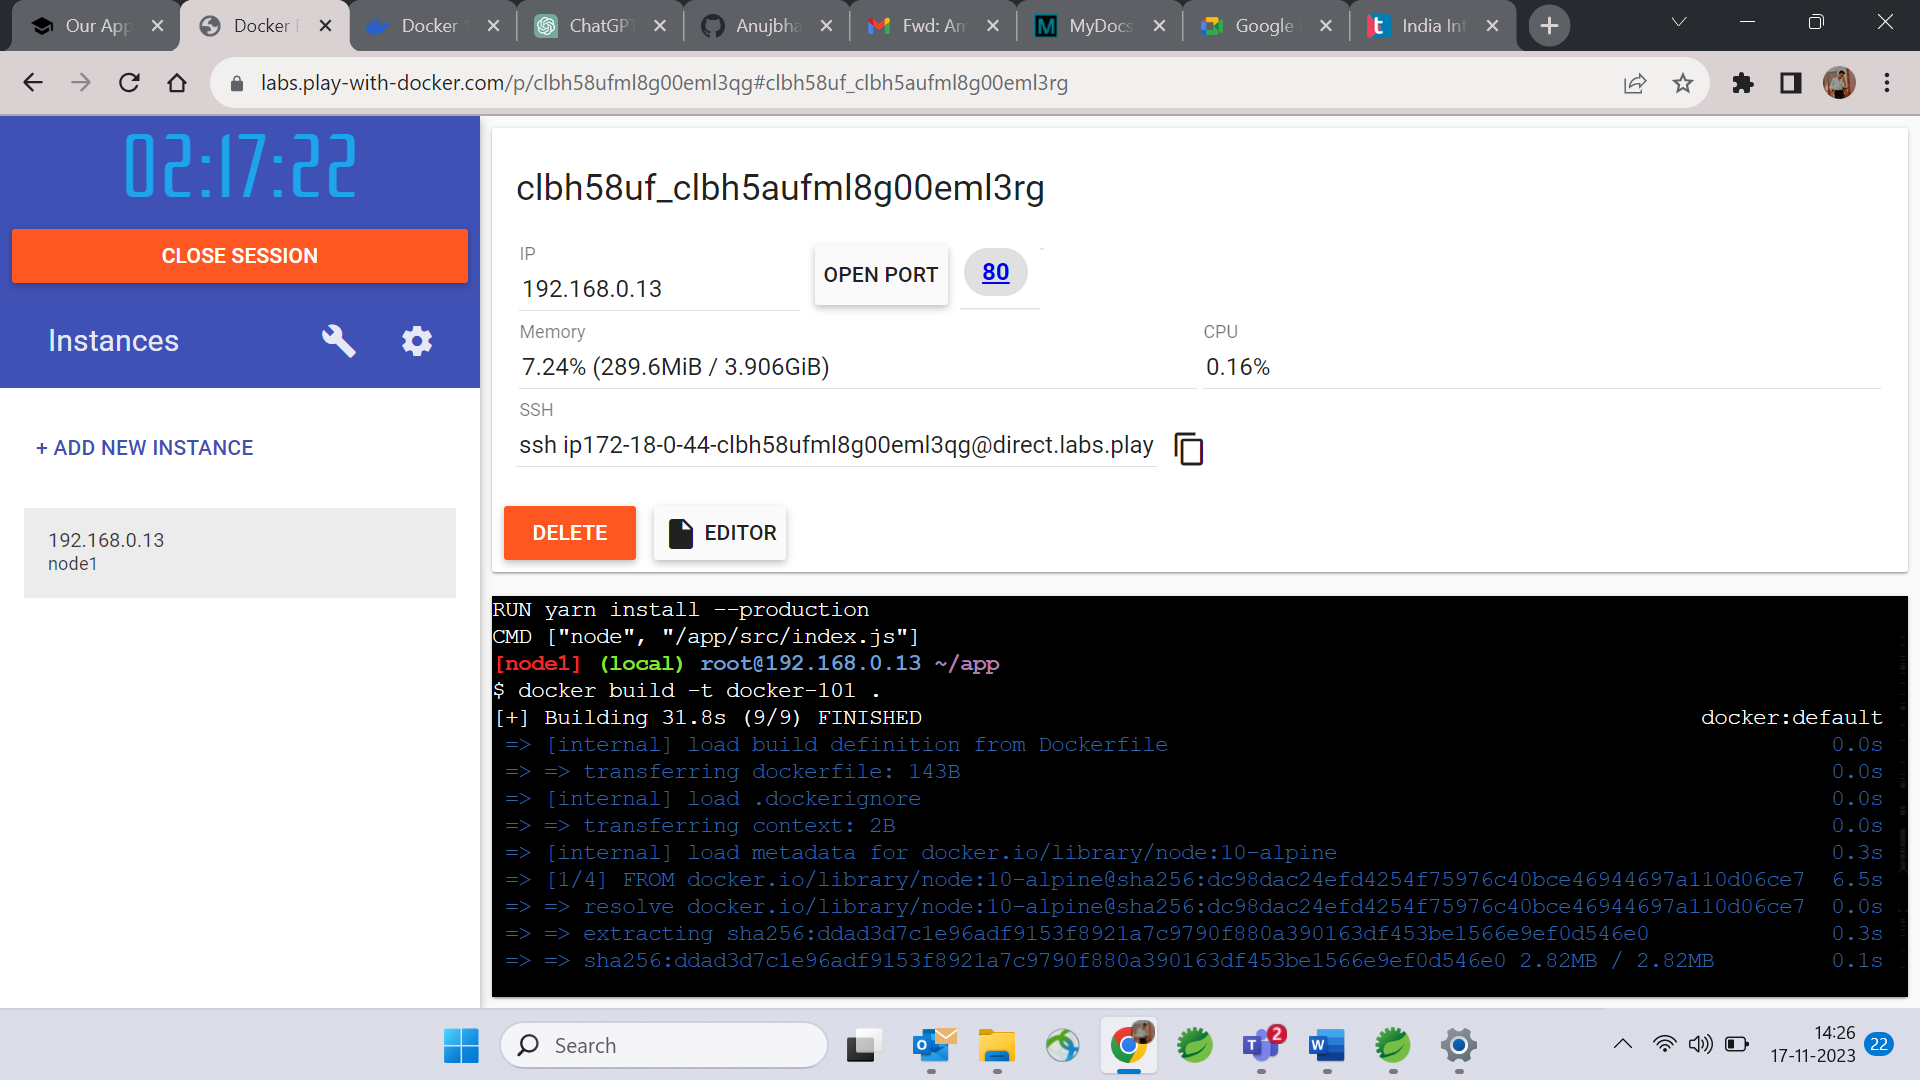 Our App
Docker P
Docker 1
ChatGPT
Anujbha
Fwd: Am
MyDocs
Google
India Int
labs.play-with-docker.com/p/clbh58ufml8g00eml3qg#clbh58uf_clbh5aufml8g00eml3rg
02:17:22
CLOSE SESSION
Instances
+ ADD NEW INSTANCE
192.168.0.13
node1
clbh58uf_clbh5aufml8g00eml3rg
IP
192.168.0.13
OPEN PORT
80
Memory
7.24% (289.6MiB / 3.906GiB)
CPU
0.16%
SSH
ssh ip172-18-0-44-clbh58ufml8g00eml3qg@direct.labs.play
DELETE
EDITOR
RUN yarn install --production
CMD ["node", "/app/src/index.js"]
[node1] (local) root@192.168.0.13 ~/app
$ docker build -t docker-101 .
[+] Building 31.8s (9/9) FINISHED docker:default
=> [internal] load build definition from Dockerfile 0.0s
=> => transferring dockerfile: 143B 0.0s
=> [internal] load .dockerignore 0.0s
=> => transferring context: 2B 0.0s
=> [internal] load metadata for docker.io/library/node:10-alpine 0.3s
=> [1/4] FROM docker.io/library/node:10-alpine@sha256:dc98dac24efd4254f75976c40bce46944697a110d06ce7 6.5s
=> => resolve docker.io/library/node:10-alpine@sha256:dc98dac24efd4254f75976c40bce46944697a110d06ce7 0.0s
=> => extracting sha256:ddad3d7c1e96adf9153f8921a7c9790f880a390163df453be1566e9ef0d546e0 0.3s
=> => sha256:ddad3d7c1e96adf9153f8921a7c9790f880a390163df453be1566e9ef0d546e0 2.82MB / 2.82MB 0.1s
Search
2
14:26
17-11-2023
22